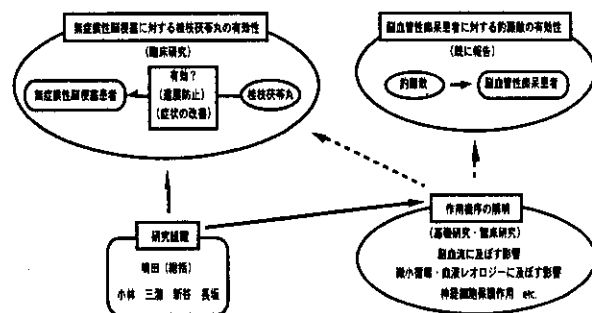 無症候性脳梗塞に対する桂枝茯苓丸の有効性
(臨床研究)
有効?
(進展防止)
(症状の改善)
無症候性脳梗塞患者
桂枝茯苓丸
脳血管性痴呆患者に対する釣藤散の有効性
(既に報告)
釣藤散
脳血管性痴呆患者
研究組織
嶋田(総括)
小林 三潴 新谷 長坂
作用機序の解明
(基礎研究・臨床研究)
脳血流に及ぼす影響
微小循環・血液レオロジーに及ぼす影響
神経細胞保護作用 etc.